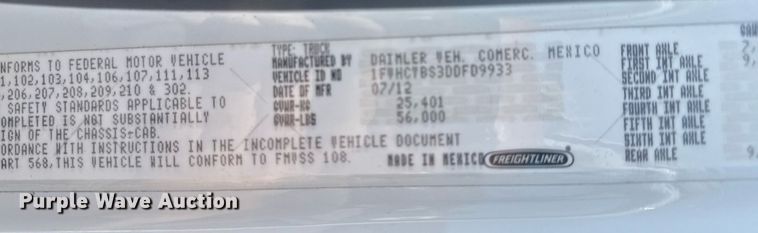 NFORMS TO FEDERAL MOTOR VEHICLE
1,102,103,104,106,107,111,113
,206,207,208,209,210 & 302.
SAFETY STANDARDS APPLICABLE TO
OMPLETED IS NOT SUBSTANTIALLY
IGN OF THE CHASSIS-CAB.
ORDANCE WITH INSTRUCTIONS IN THE INCOMPLETE VEHICLE DOCUMENT
ART 568, THIS VEHICLE WILL CONFORM TO FMVSS 108.
TYPE: TRUCK
MANUFACTURED BY DAIMLER VEH. COMERC. MEXICO
VEHICLE ID NO 1FVHCYBS3DDFD9933
DATE OF MFR 07/12
GVWR-KG 25,401
GVWR-LBS 56,000
MADE IN MEXICO FREIGHTLINER
FRONT AXLE
FIRST INT AXLE
SECOND INT AXLE
THIRD INT AXLE
FOURTH INT AXLE
FIFTH INT AXLE
SIXTH INT AXLE
REAR AXLE
7,
9,
9,
Purple Wave Auction